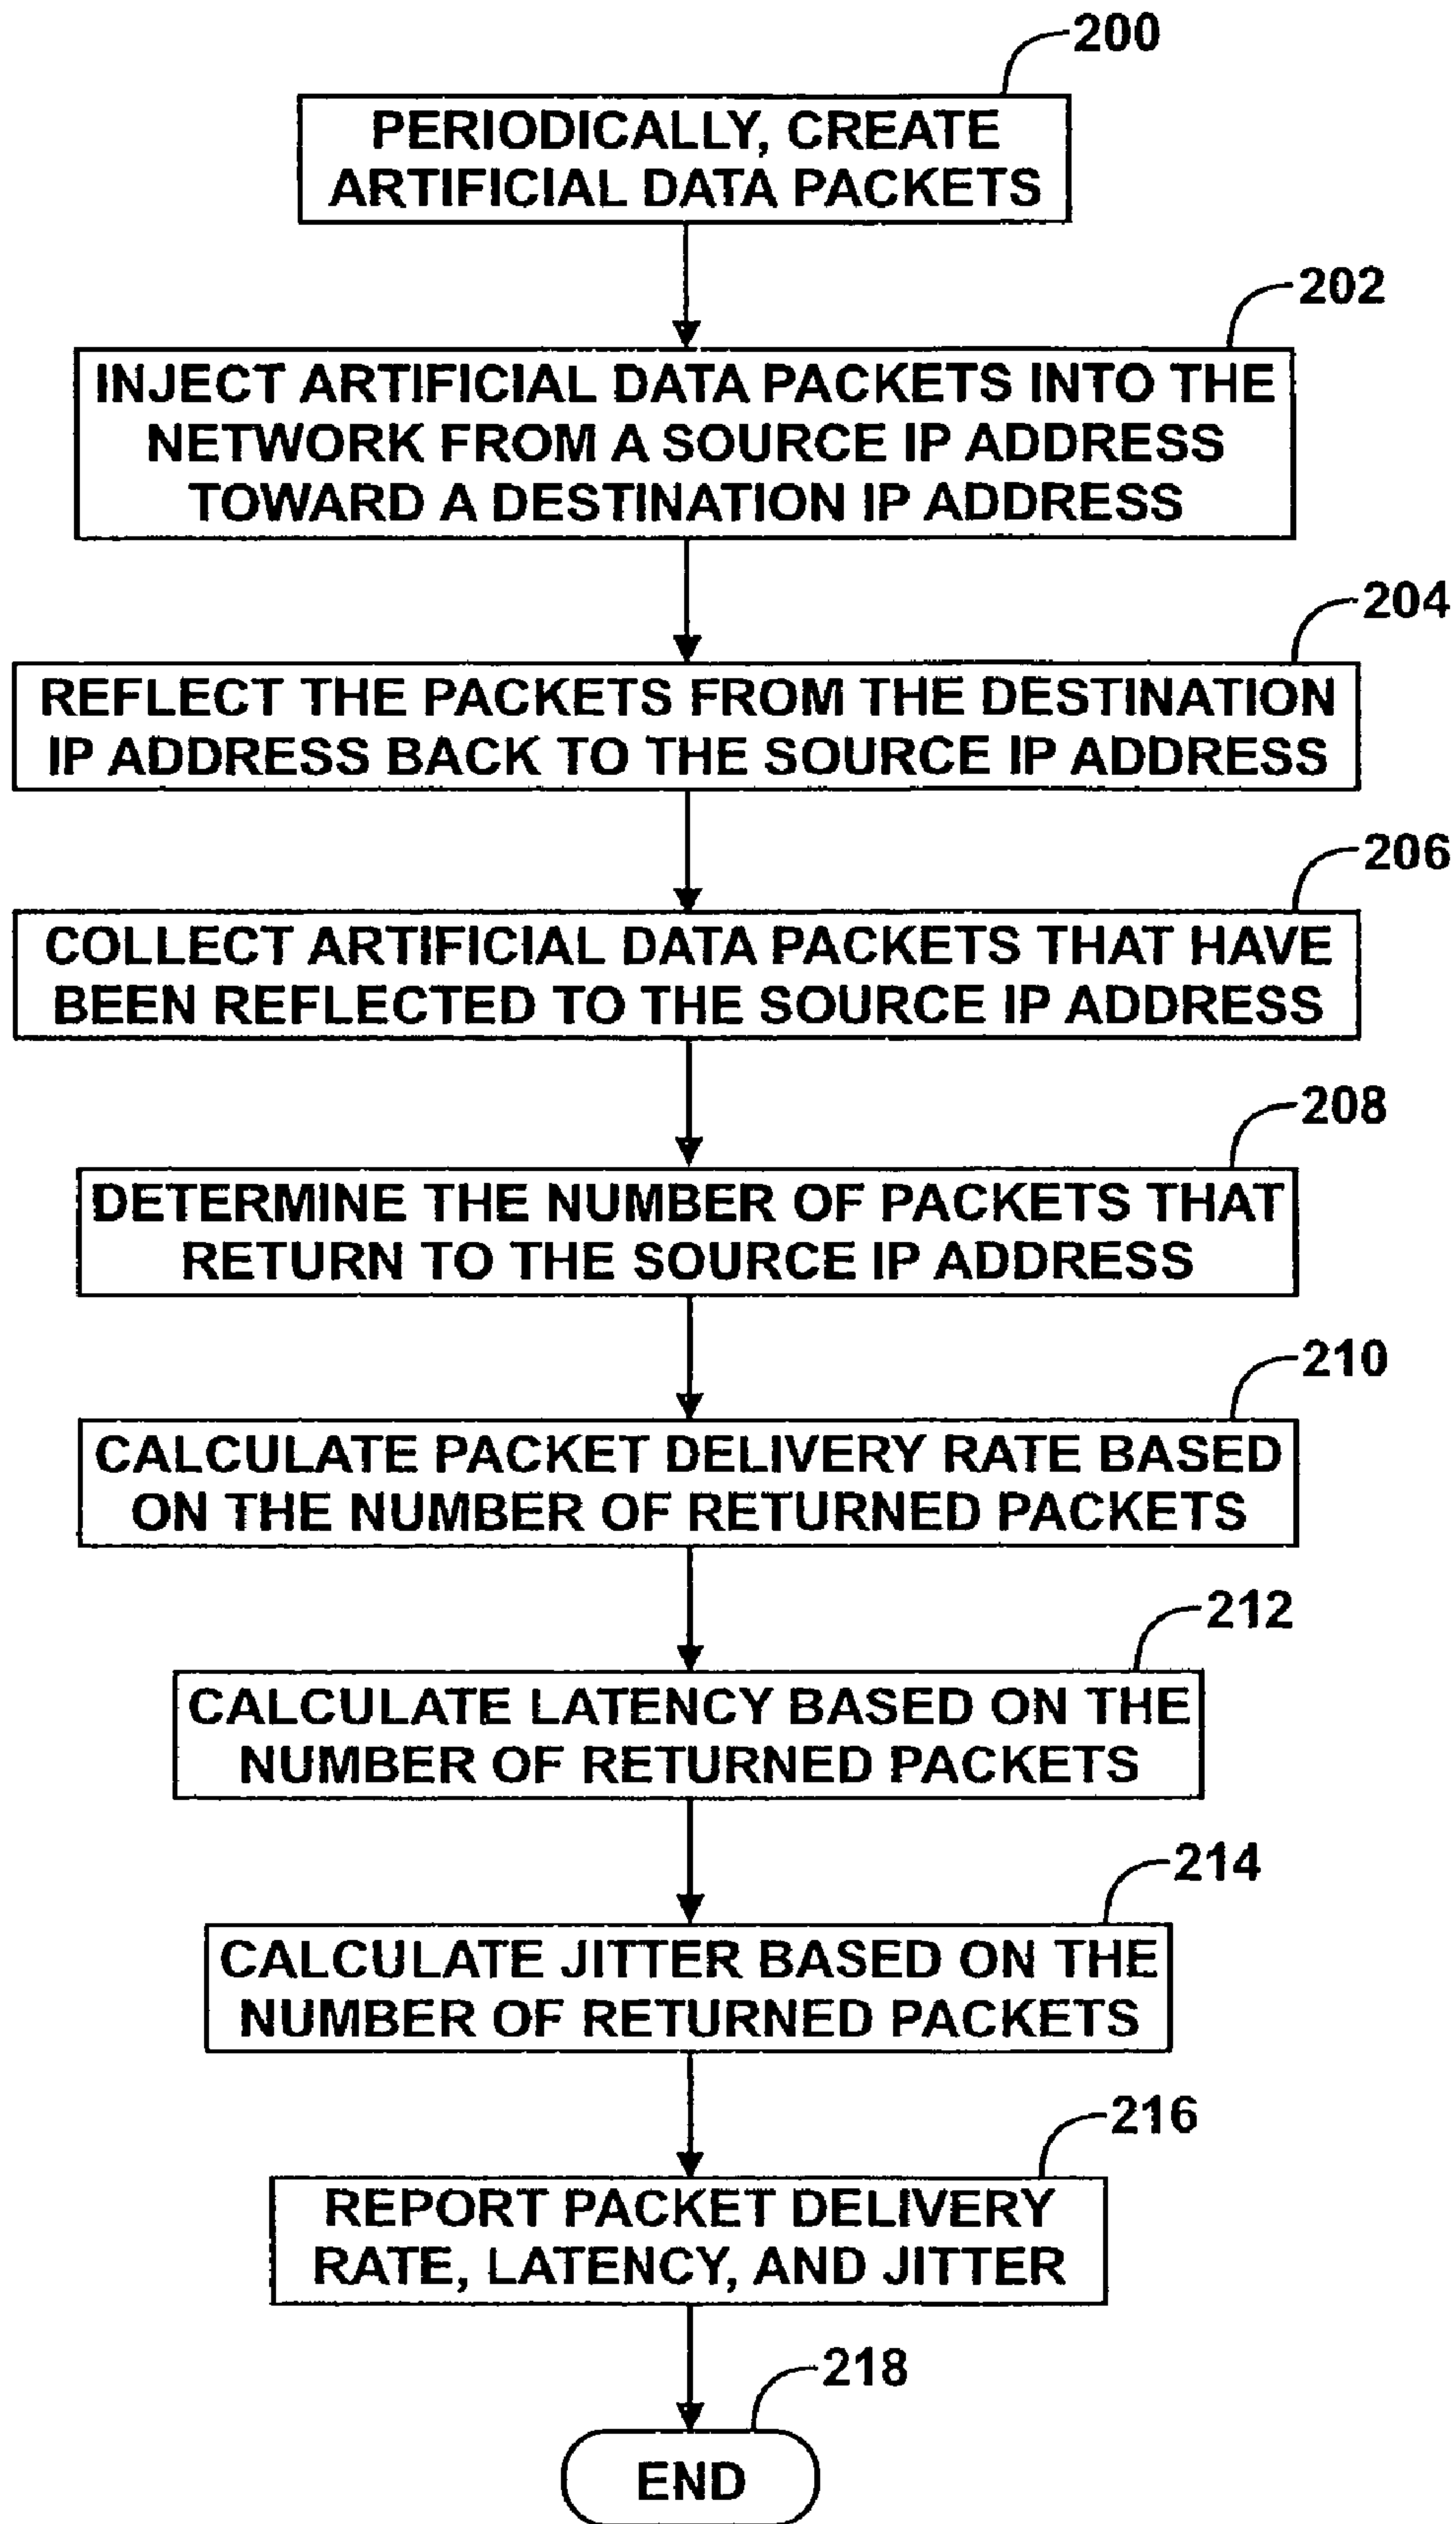 200
PERIODICALLY, CREATE
ARTIFICIAL DATA PACKETS
202
INJECT ARTIFICIAL DATA PACKETS INTO THE
NETWORK FROM A SOURCE IP ADDRESS
TOWARD A DESTINATION IP ADDRESS
204
REFLECT THE PACKETS FROM THE DESTINATION
IP ADDRESS BACK TO THE SOURCE IP ADDRESS
206
COLLECT ARTIFICIAL DATA PACKETS THAT HAVE
BEEN REFLECTED TO THE SOURCE IP ADDRESS
208
DETERMINE THE NUMBER OF PACKETS THAT
RETURN TO THE SOURCE IP ADDRESS
210
CALCULATE PACKET DELIVERY RATE BASED
ON THE NUMBER OF RETURNED PACKETS
212
CALCULATE LATENCY BASED ON THE
NUMBER OF RETURNED PACKETS
214
CALCULATE JITTER BASED ON THE
NUMBER OF RETURNED PACKETS
216
REPORT PACKET DELIVERY
RATE, LATENCY, AND JITTER
218
END